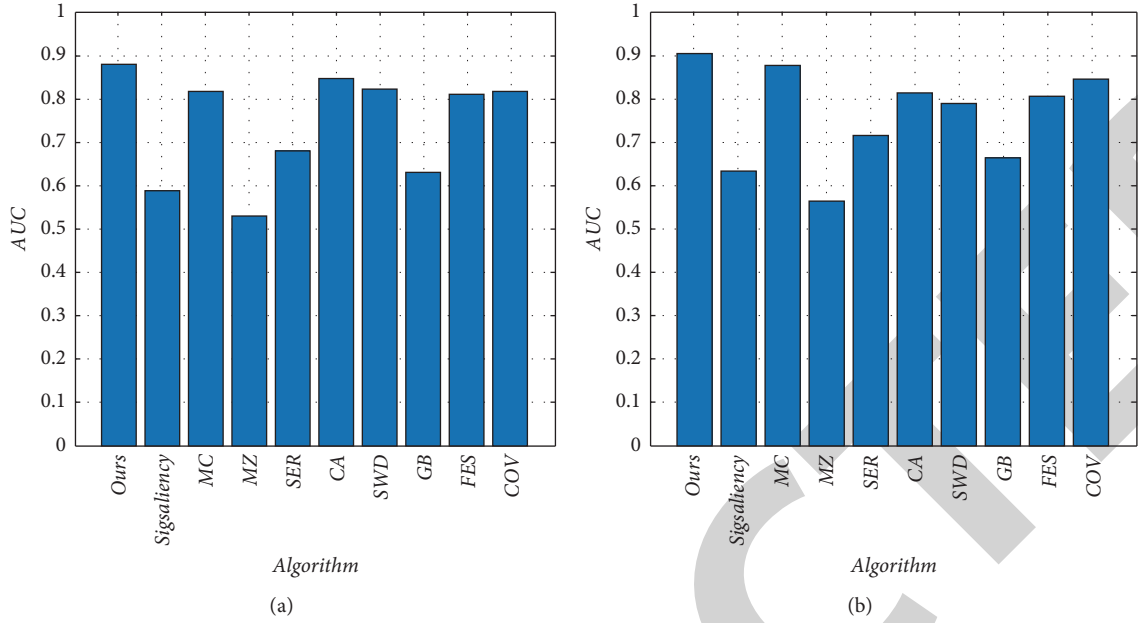 1
0.9
0.8
0.7
0.6
0.5
0.4
0.3
0.2
0.1
0
AUC
Ours
Sigsaliency
MC
MZ
SER
CA
SWD
GB
FES
COV
Algorithm
(a)
1
0.9
0.8
0.7
0.6
0.5
0.4
0.3
0.2
0.1
0
AUC
Ours
Sigsaliency
MC
MZ
SER
CA
SWD
GB
FES
COV
Algorithm
(b)